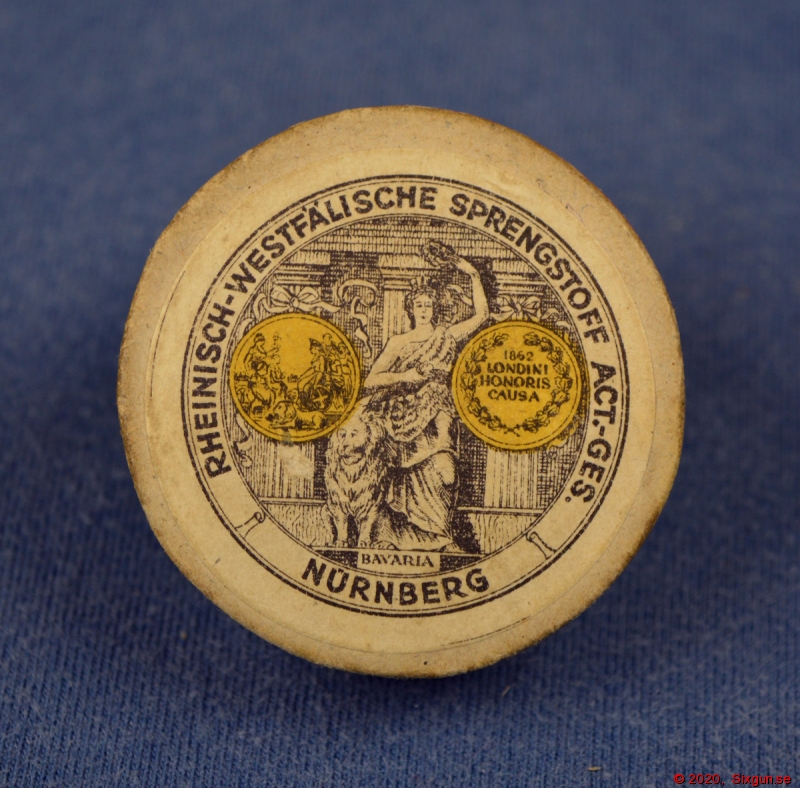 RHEINISCH-WESTFÄLISCHE SPRENGSTOFF ACT.-GES.
1862
LONDINI
HONORIS
CAUSA
BAVARIA
NÜRNBERG
© 2020, Sixgun.se